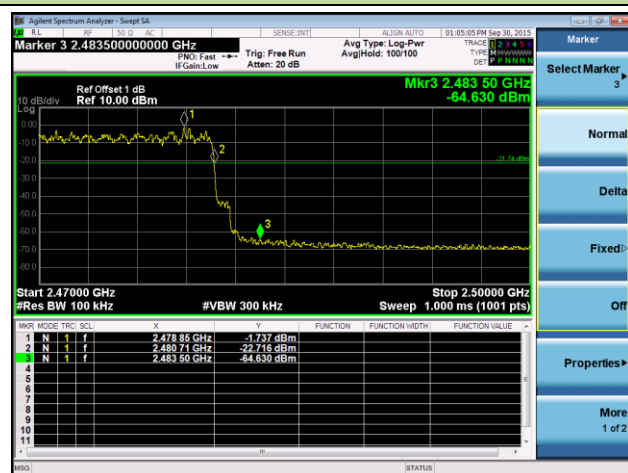 Agilent Spectrum Analyzer - Swept SA
RL RF 50 Ω AC SENSE:INT ALIGN AUTO 01:05:05 PM Sep 30, 2015
Marker 3 2.483500000000 GHz
PNO: Fast
IFGain:Low
Trig: Free Run
Atten: 20 dB
Avg Type: Log-Pwr
Avg|Hold: 100/100
TRACE 1 2 3 4 5 6
TYPE M
DET P P N N N N
Ref Offset 1 dB
10 dB/div Ref 10.00 dBm
Log
Mkr3 2.483 50 GHz
-64.630 dBm
0.00
-10.0
-20.0
-30.0
-40.0
-50.0
-60.0
-70.0
-80.0
1
2
3
-21.74 dBm
Start 2.47000 GHz
Stop 2.50000 GHz
#Res BW 100 kHz
#VBW 300 kHz
Sweep 1.000 ms (1001 pts)
MKR MODE TRC SCL X Y FUNCTION FUNCTION WIDTH FUNCTION VALUE
1 N 1 f 2.478 85 GHz -1.737 dBm
2 N 1 f 2.480 71 GHz -22.716 dBm
3 N 1 f 2.483 50 GHz -64.630 dBm
4
5
6
7
8
9
10
11
MSG
STATUS
Marker
Select Marker
3
Normal
Delta
Fixed
Off
Properties
More
1 of 2